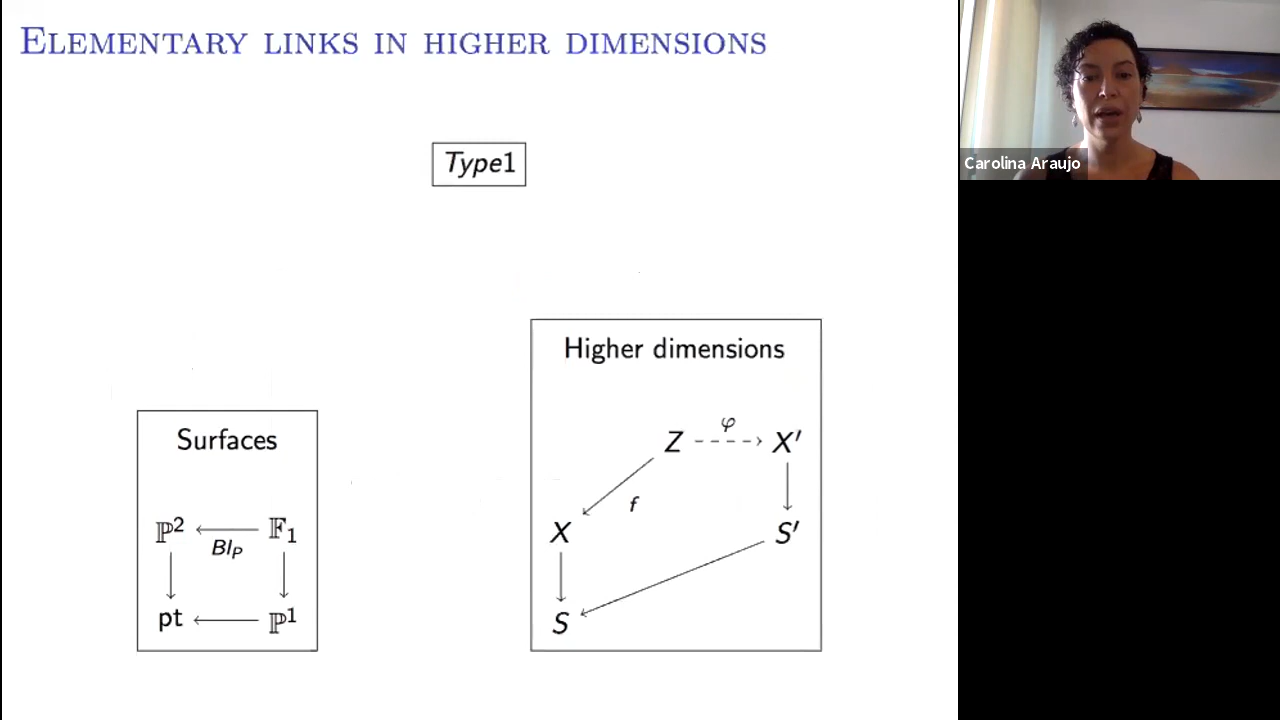 ELEMENTARY LINKS IN HIGHER DIMENSIONS
Type1
Carolina Araujo
Surfaces
ℙ² 𝔽₁
Bl_P
pt ℙ¹
Higher dimensions
φ
Z X′
f
X S′
S